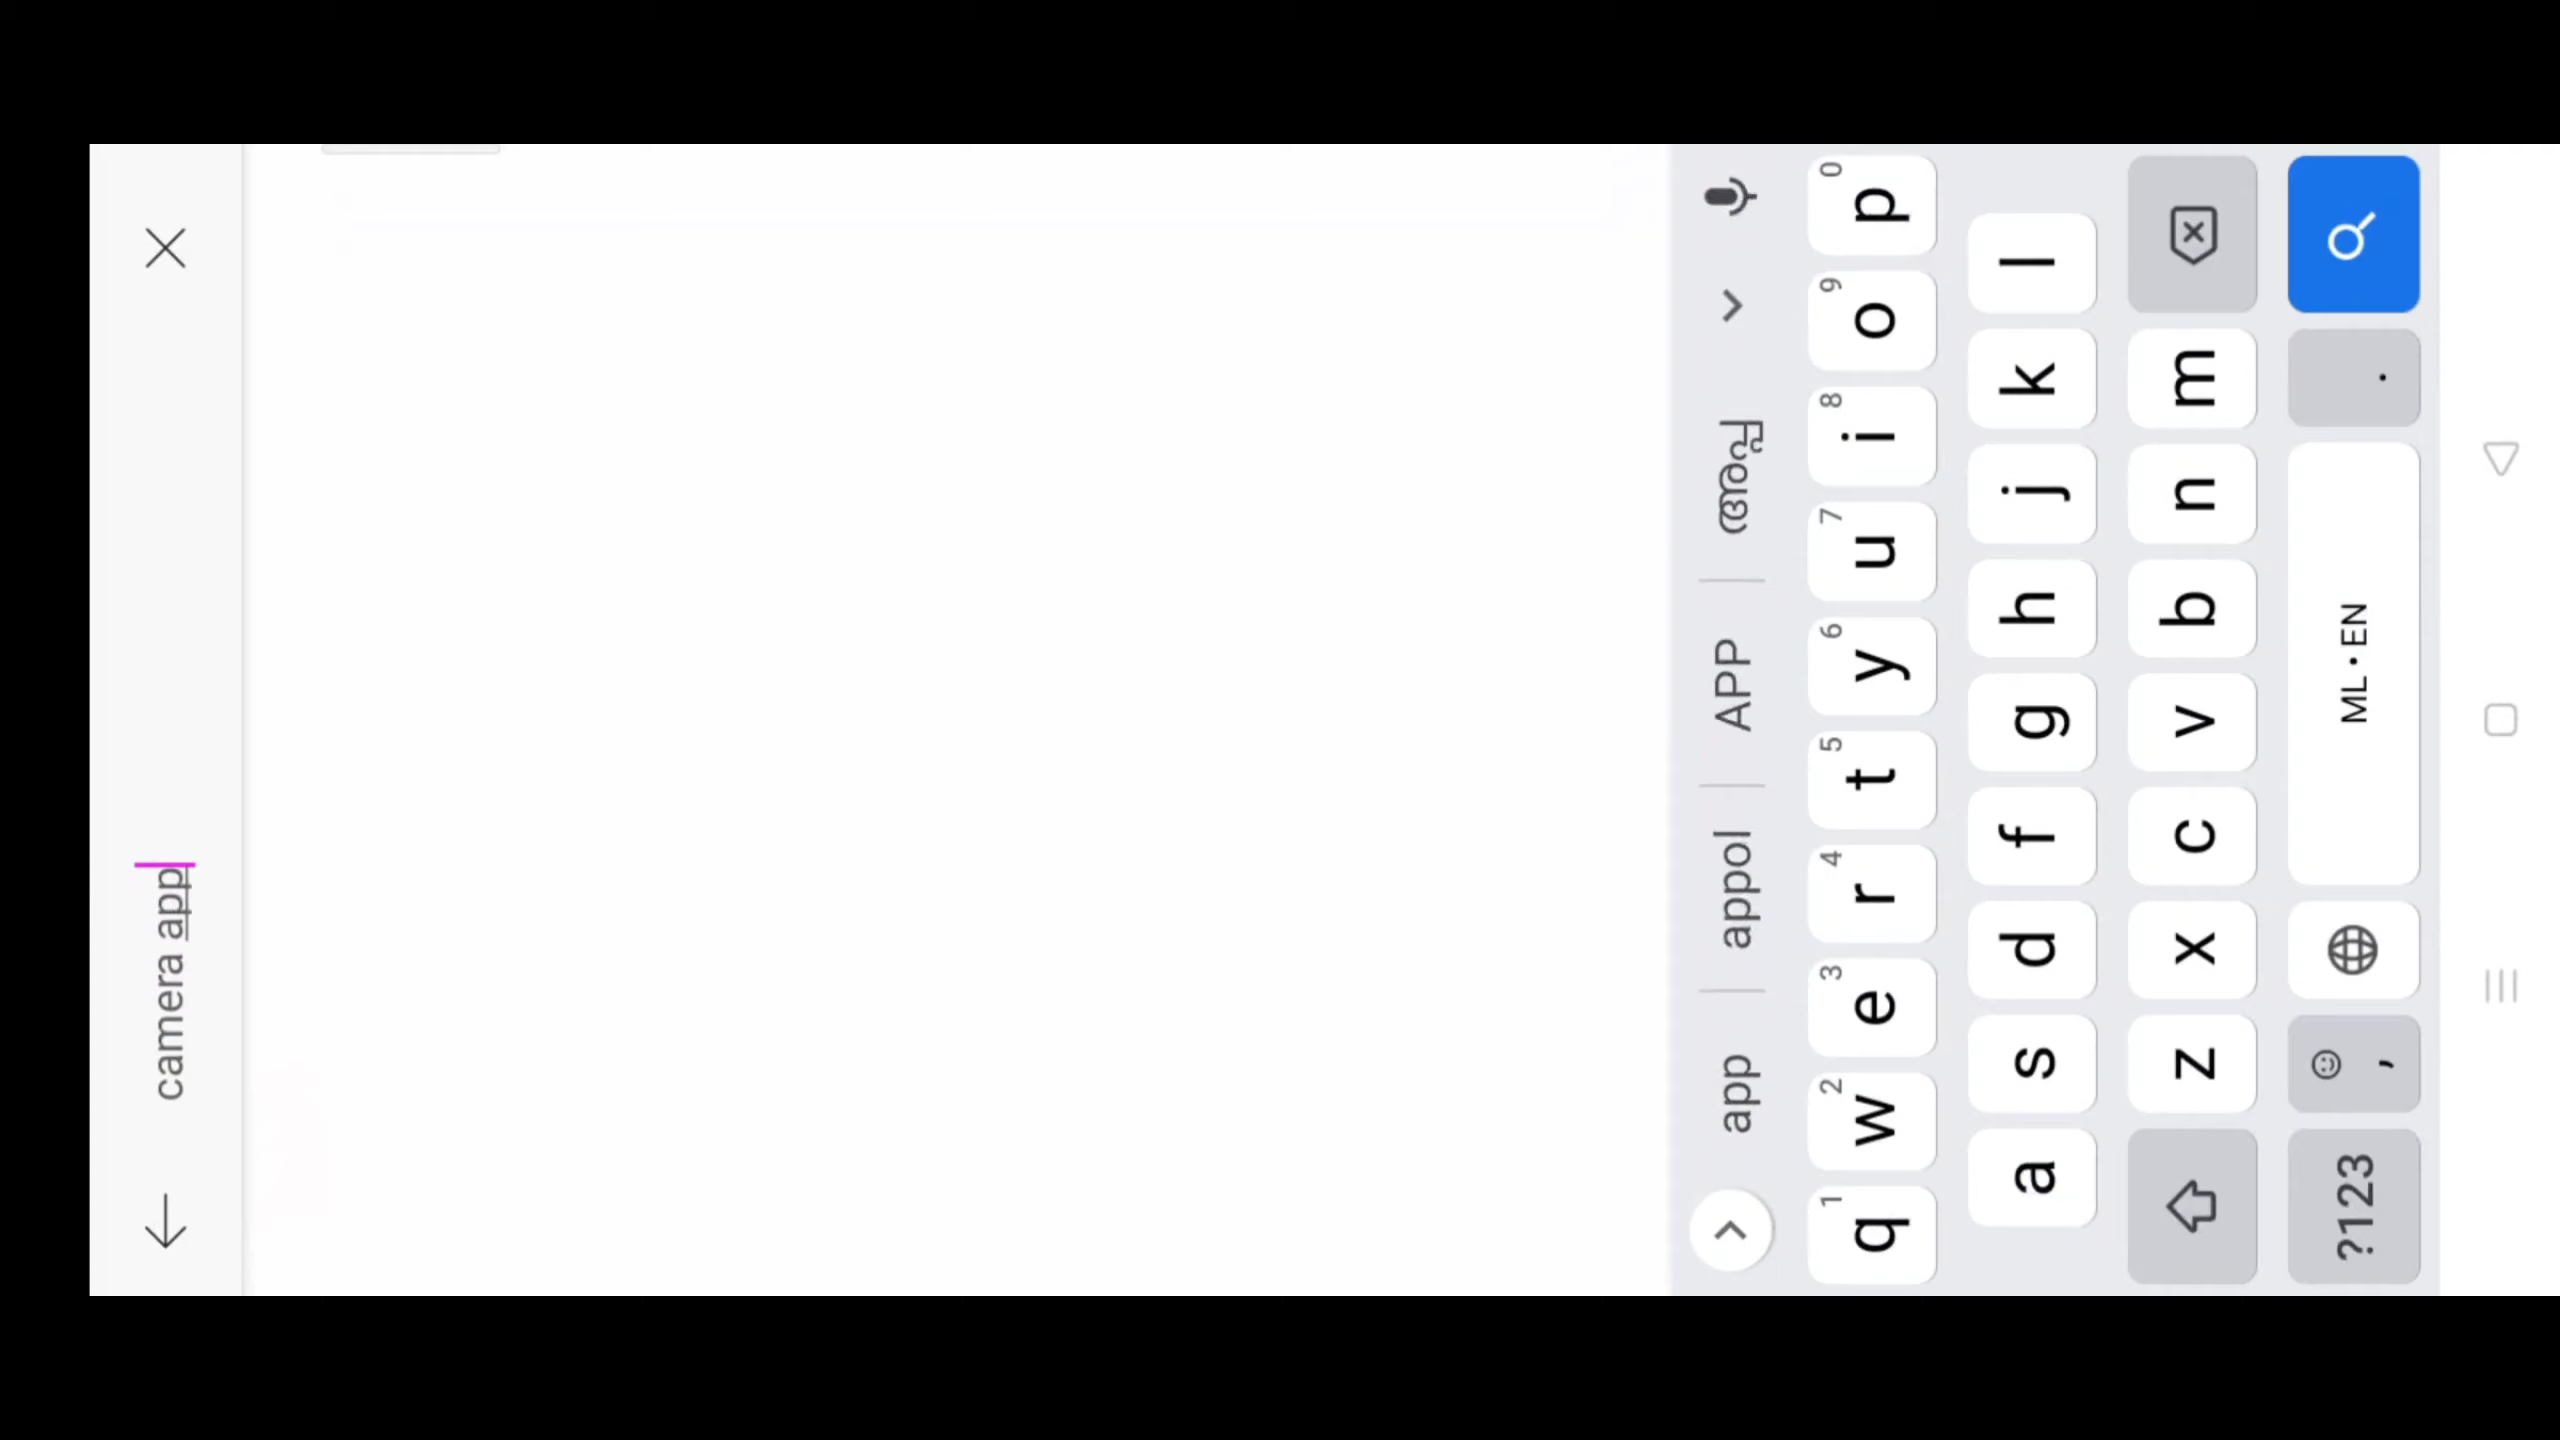 camera app
app appol APP അപ്പ
q 1 w 2 e 3 r 4 t 5 y 6 u 7 i 8 o 9 p 0
a s d f g h j k l
z x c v b n m
?123 , ML • EN .